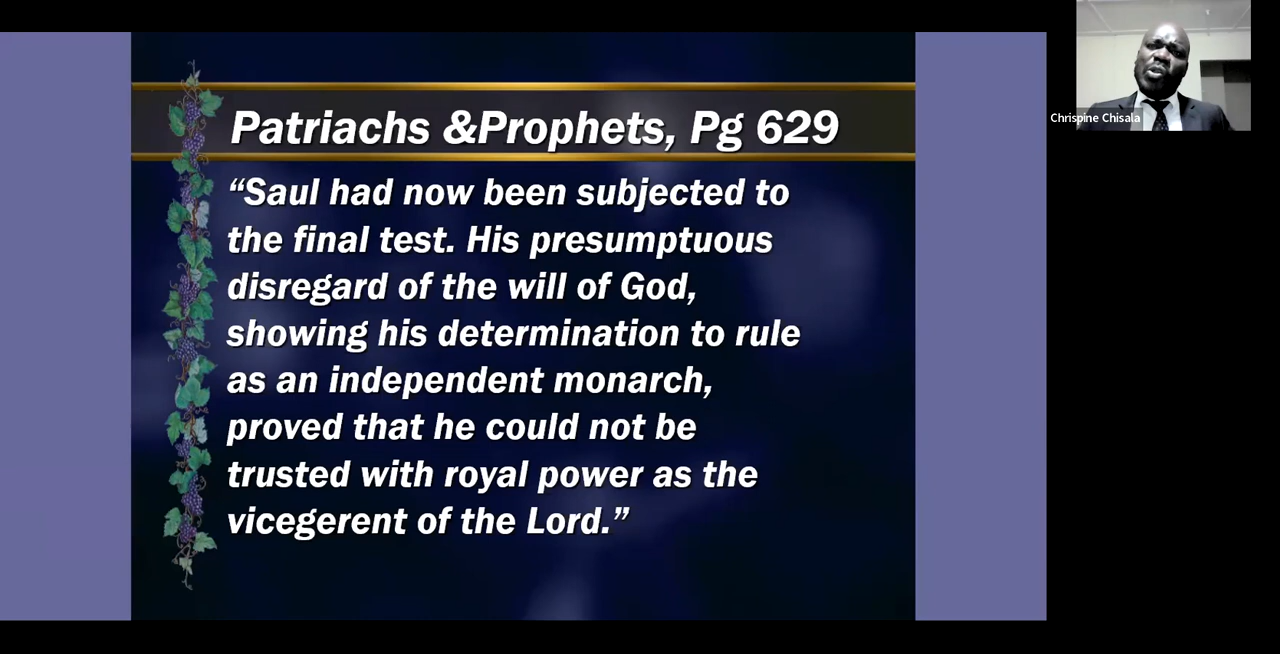 Patriachs &Prophets, Pg 629
“Saul had now been subjected to
the final test. His presumptuous
disregard of the will of God,
showing his determination to rule
as an independent monarch,
proved that he could not be
trusted with royal power as the
vicegerent of the Lord.”
Chrispine Chisala